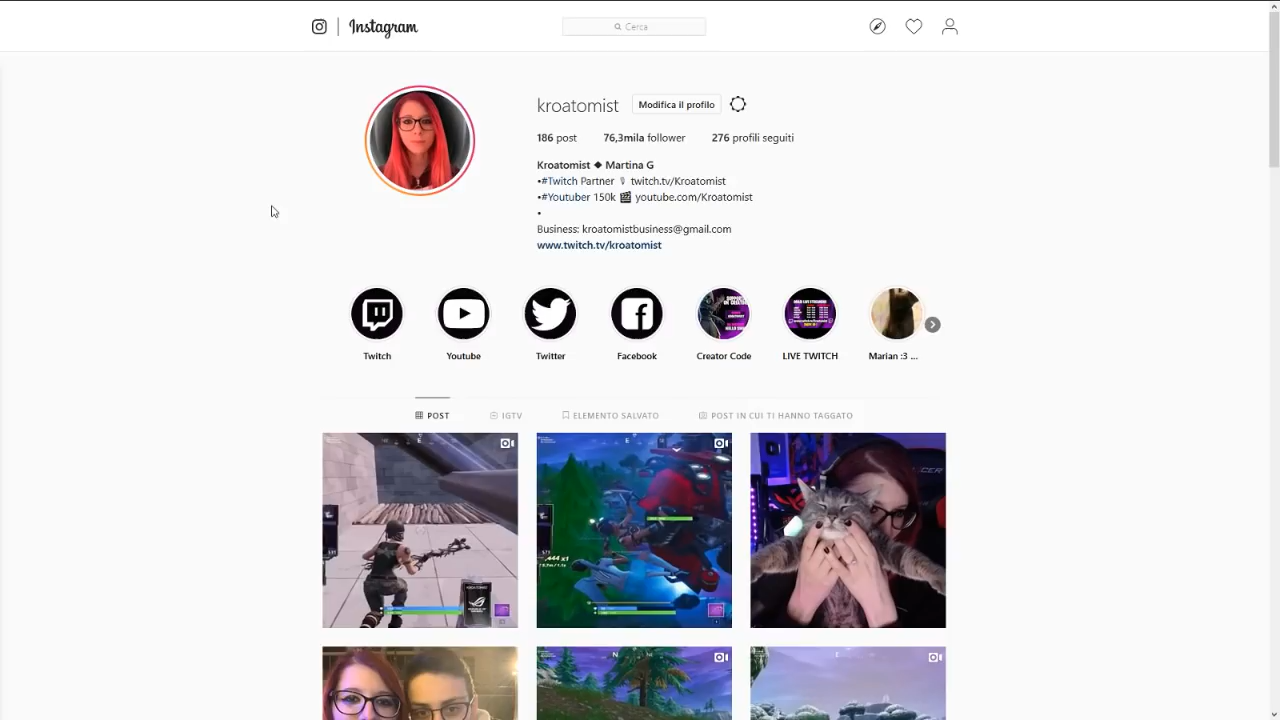 Instagram
Cerca
kroatomist Modifica il profilo
186 post 76,3mila follower 276 profili seguiti
Kroatomist ◆ Martina G
•#Twitch Partner 🎙 twitch.tv/Kroatomist
•#Youtuber 150k 🎬 youtube.com/Kroatomist
•
Business: kroatomistbusiness@gmail.com
www.twitch.tv/kroatomist
Twitch Youtube Twitter Facebook Creator Code LIVE TWITCH Marian :3 ...
POST IGTV ELEMENTO SALVATO POST IN CUI TI HANNO TAGGATO